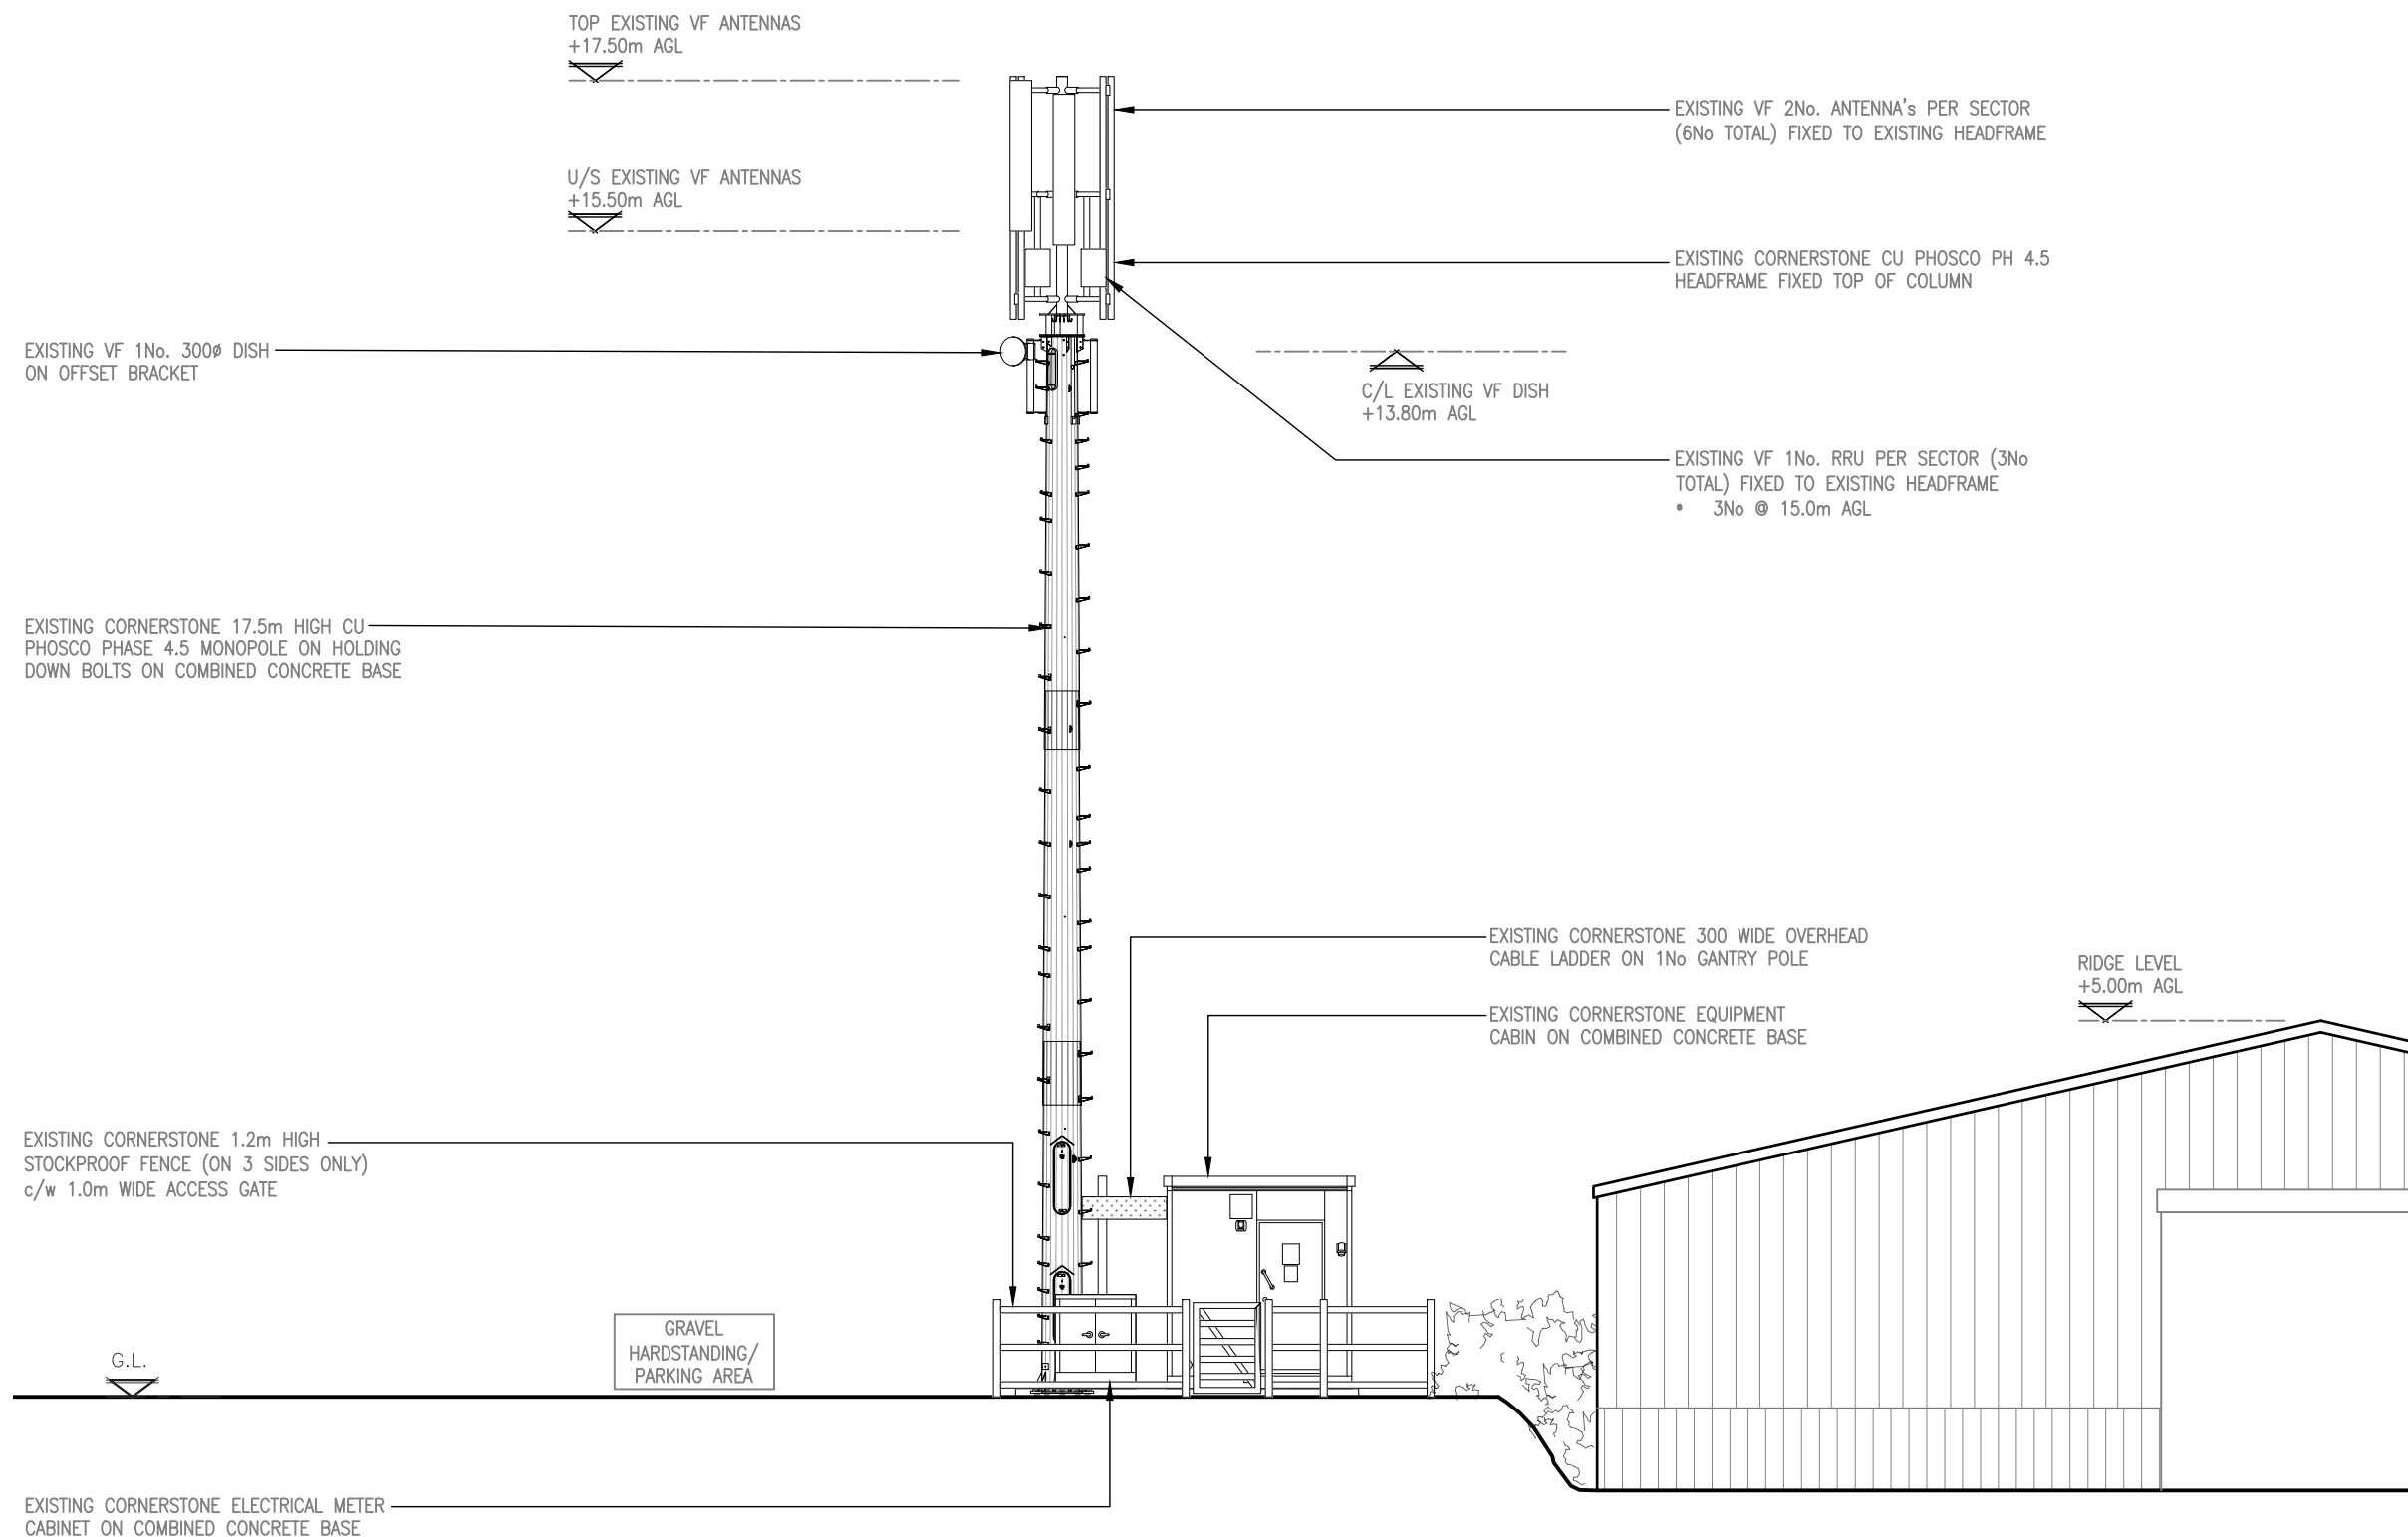 TOP EXISTING VF ANTENNAS
+17.50m AGL
EXISTING VF 2No. ANTENNA's PER SECTOR
(6No TOTAL) FIXED TO EXISTING HEADFRAME
U/S EXISTING VF ANTENNAS
+15.50m AGL
EXISTING CORNERSTONE CU PHOSCO PH 4.5
HEADFRAME FIXED TOP OF COLUMN
EXISTING VF 1No. 300ø DISH
ON OFFSET BRACKET
C/L EXISTING VF DISH
+13.80m AGL
EXISTING VF 1No. RRU PER SECTOR (3No
TOTAL) FIXED TO EXISTING HEADFRAME
• 3No @ 15.0m AGL
EXISTING CORNERSTONE 17.5m HIGH CU
PHOSCO PHASE 4.5 MONOPOLE ON HOLDING
DOWN BOLTS ON COMBINED CONCRETE BASE
EXISTING CORNERSTONE 300 WIDE OVERHEAD
CABLE LADDER ON 1No GANTRY POLE
RIDGE LEVEL
+5.00m AGL
EXISTING CORNERSTONE EQUIPMENT
CABIN ON COMBINED CONCRETE BASE
EXISTING CORNERSTONE 1.2m HIGH
STOCKPROOF FENCE (ON 3 SIDES ONLY)
c/w 1.0m WIDE ACCESS GATE
GRAVEL
HARDSTANDING/
PARKING AREA
G.L.
EXISTING CORNERSTONE ELECTRICAL METER
CABINET ON COMBINED CONCRETE BASE